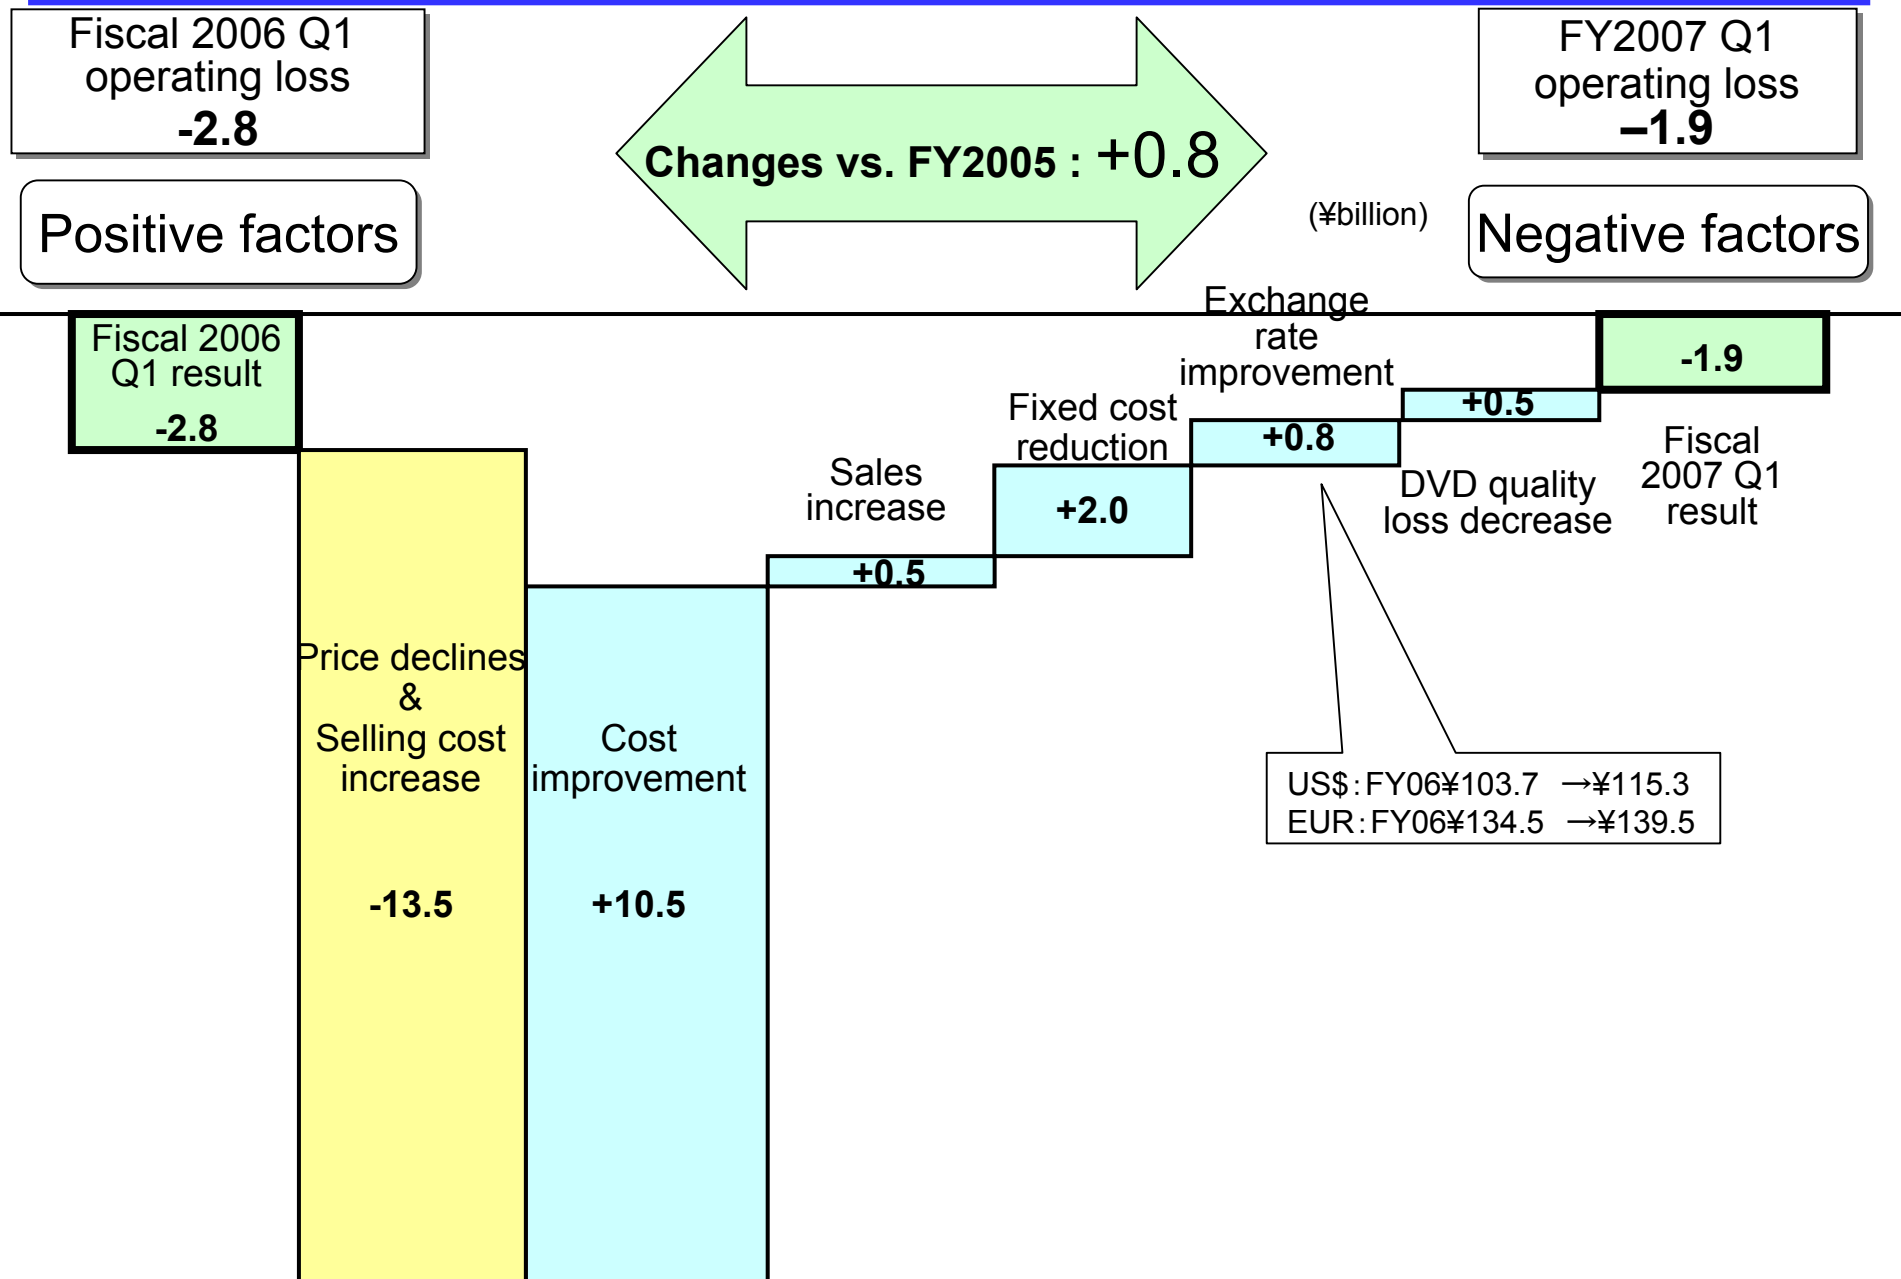 Fiscal 2006 Q1
operating loss
-2.8
Changes vs. FY2005 : +0.8
FY2007 Q1
operating loss
–1.9
Positive factors
(¥billion)
Negative factors
Fiscal 2006
Q1 result
-2.8
Price declines
&
Selling cost
increase
-13.5
Cost
improvement
+10.5
Sales
increase
+0.5
Fixed cost
reduction
+2.0
Exchange
rate
improvement
+0.8
+0.5
DVD quality
loss decrease
-1.9
Fiscal
2007 Q1
result
US$:FY06¥103.7 →¥115.3
EUR:FY06¥134.5 →¥139.5